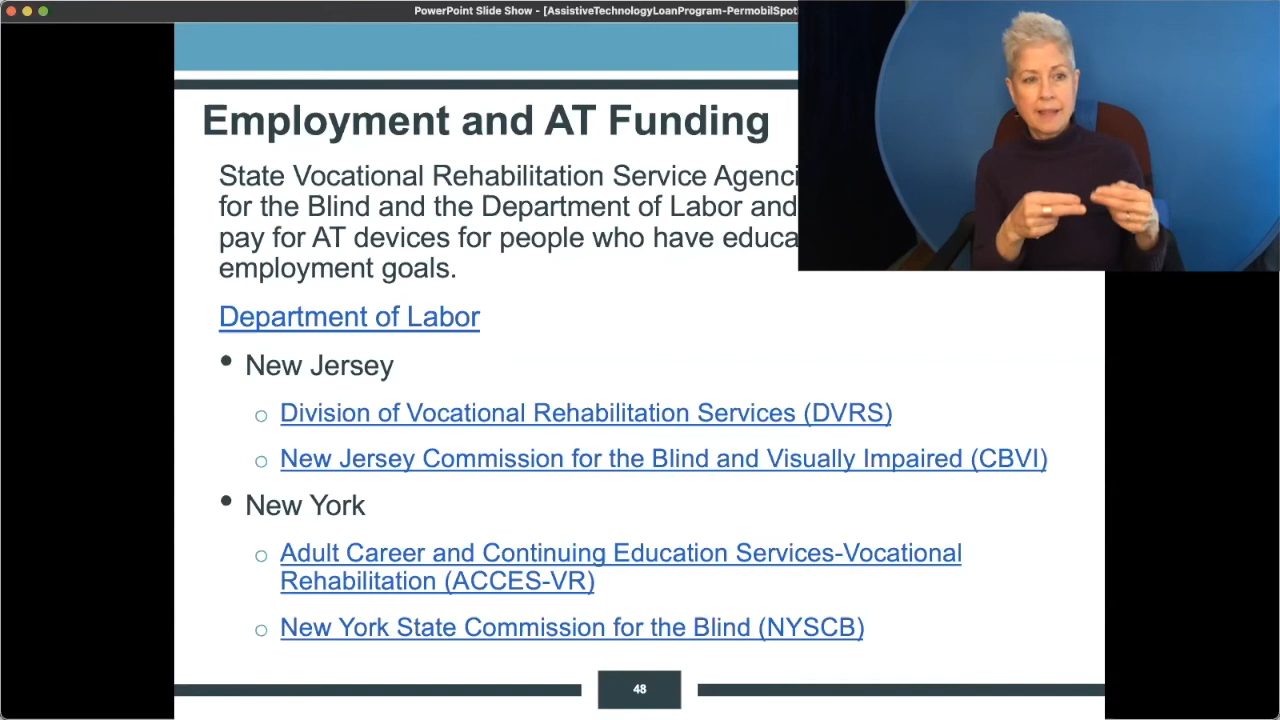 PowerPoint Slide Show - [AssistiveTechnologyLoanProgram-PermobilSpot
Employment and AT Funding
State Vocational Rehabilitation Service Agenci
for the Blind and the Department of Labor and
pay for AT devices for people who have educa
employment goals.
Department of Labor
• New Jersey
o Division of Vocational Rehabilitation Services (DVRS)
o New Jersey Commission for the Blind and Visually Impaired (CBVI)
• New York
o Adult Career and Continuing Education Services-Vocational
Rehabilitation (ACCES-VR)
o New York State Commission for the Blind (NYSCB)
48